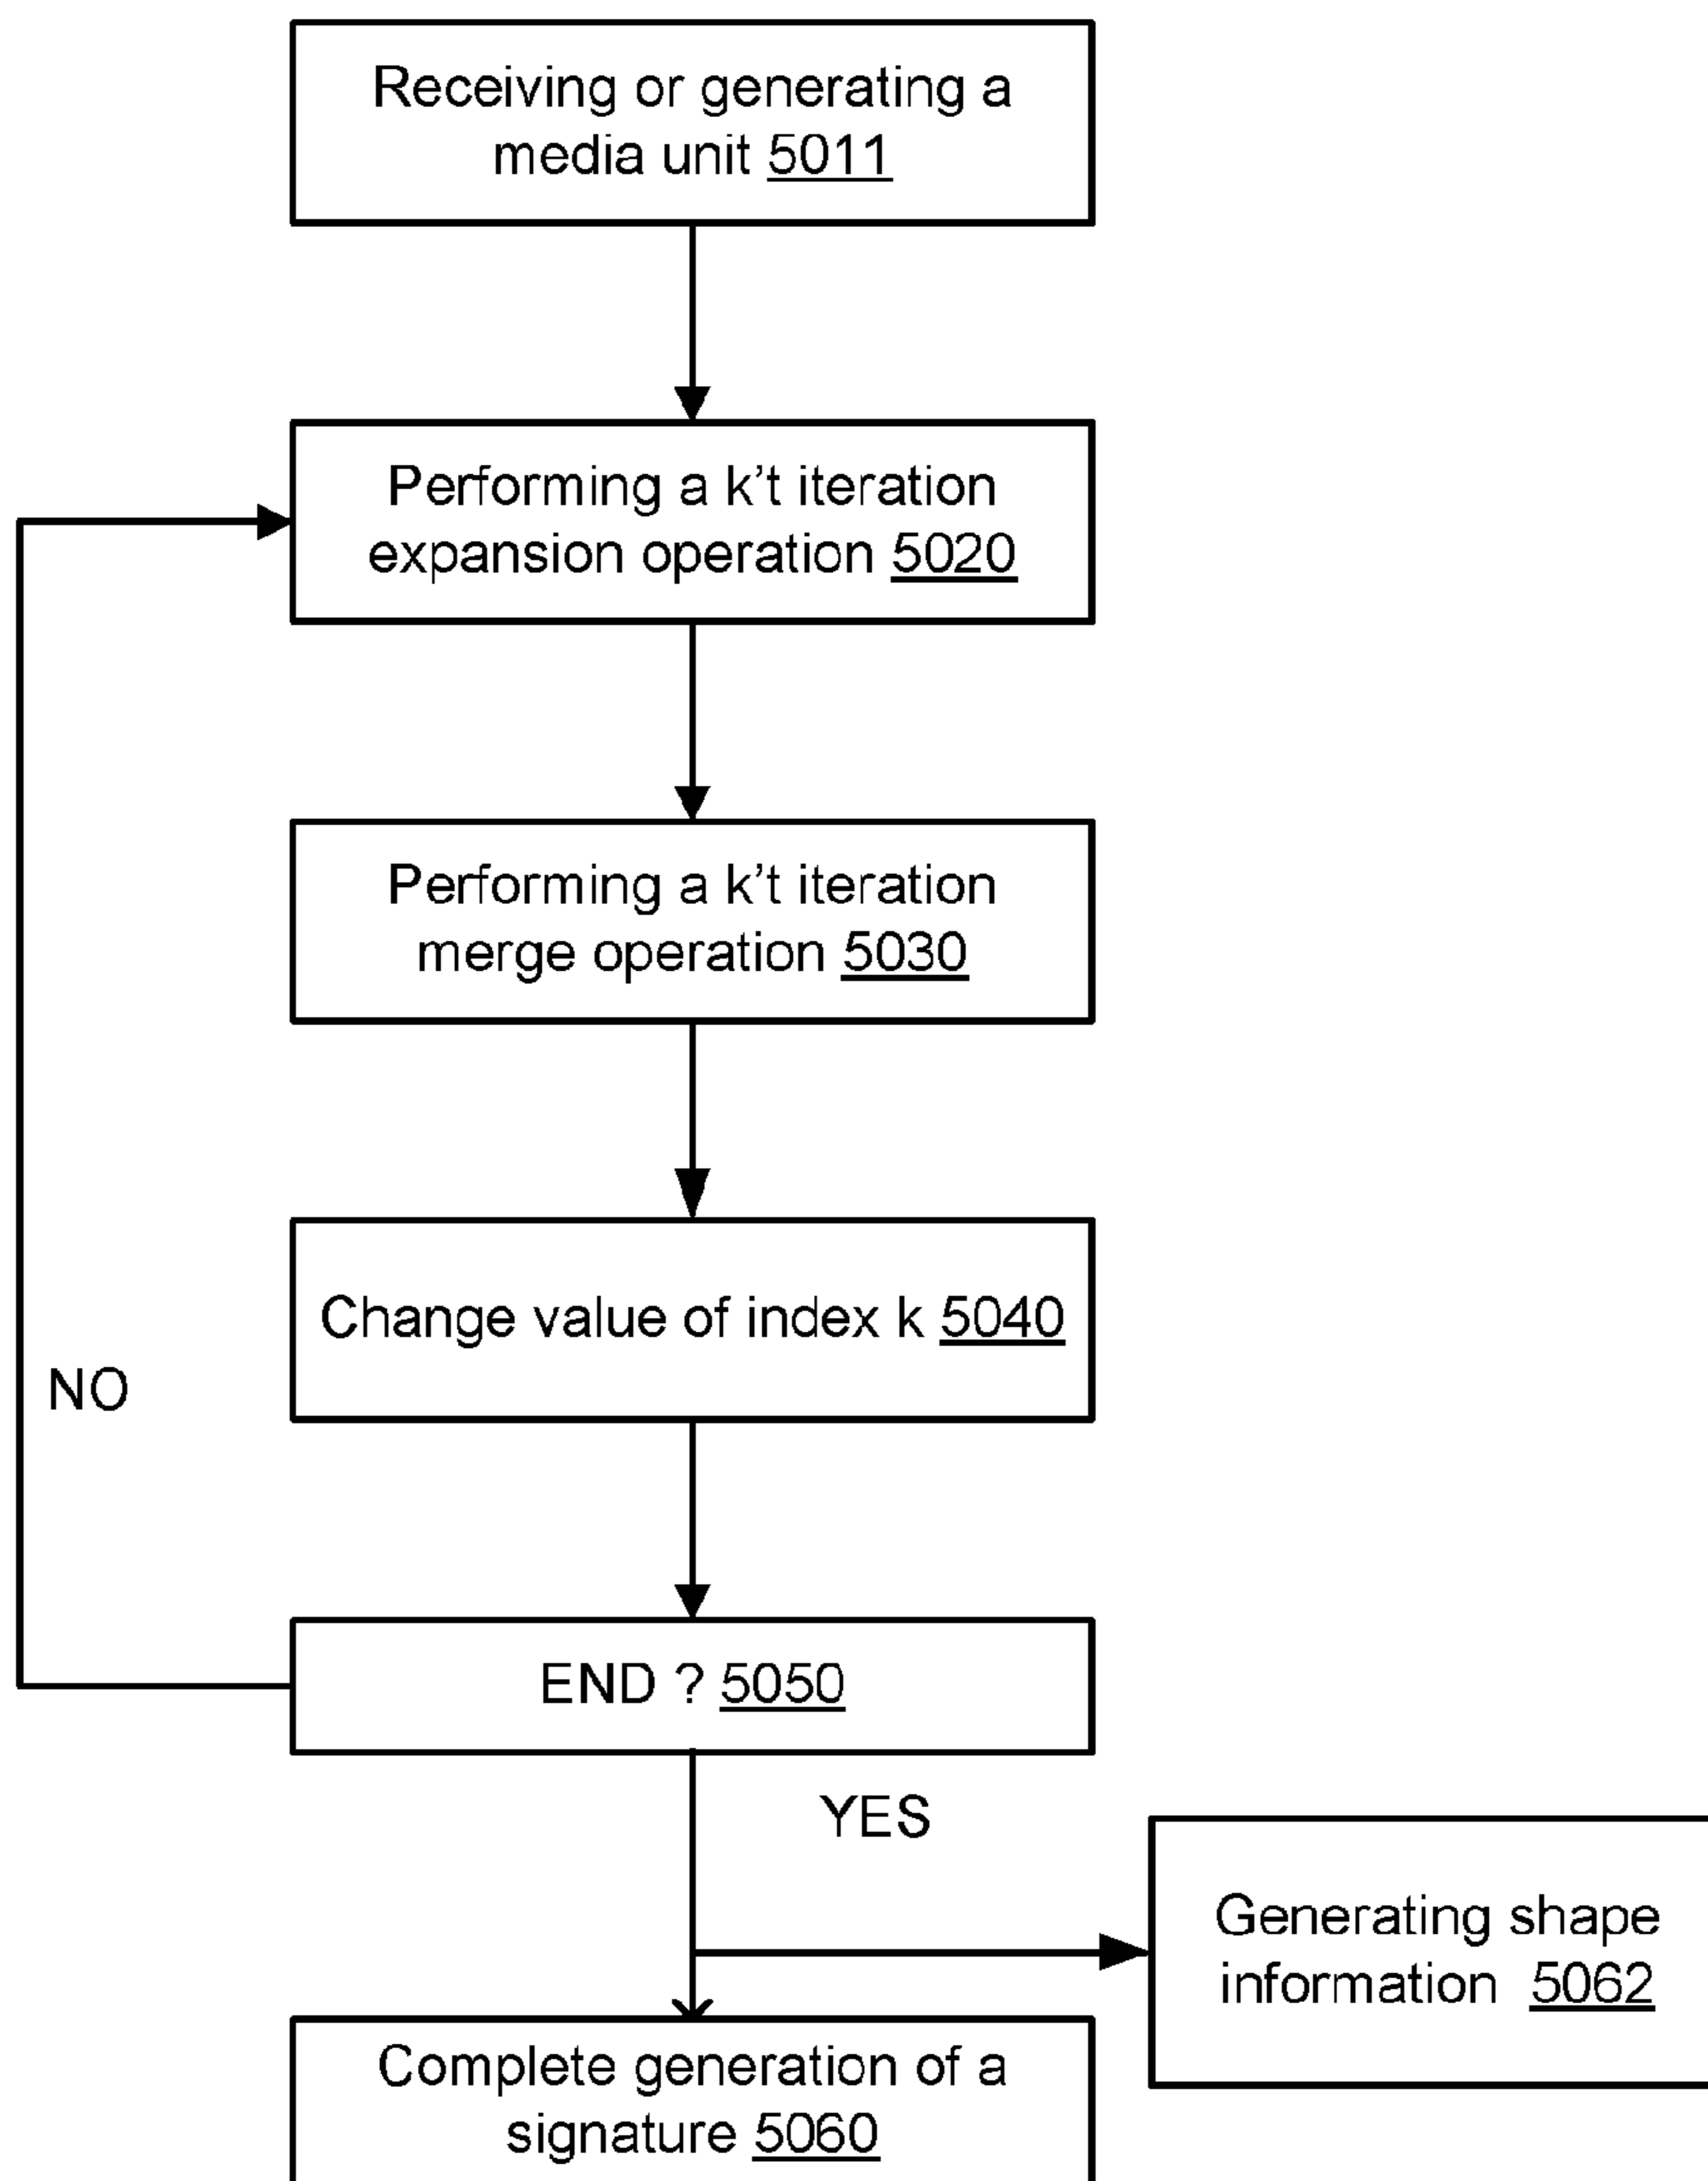 Receiving or generating a
media unit 5011
Performing a k't iteration
expansion operation 5020
Performing a k't iteration
merge operation 5030
Change value of index k 5040
NO
END ? 5050
YES
Generating shape
information 5062
Complete generation of a
signature 5060